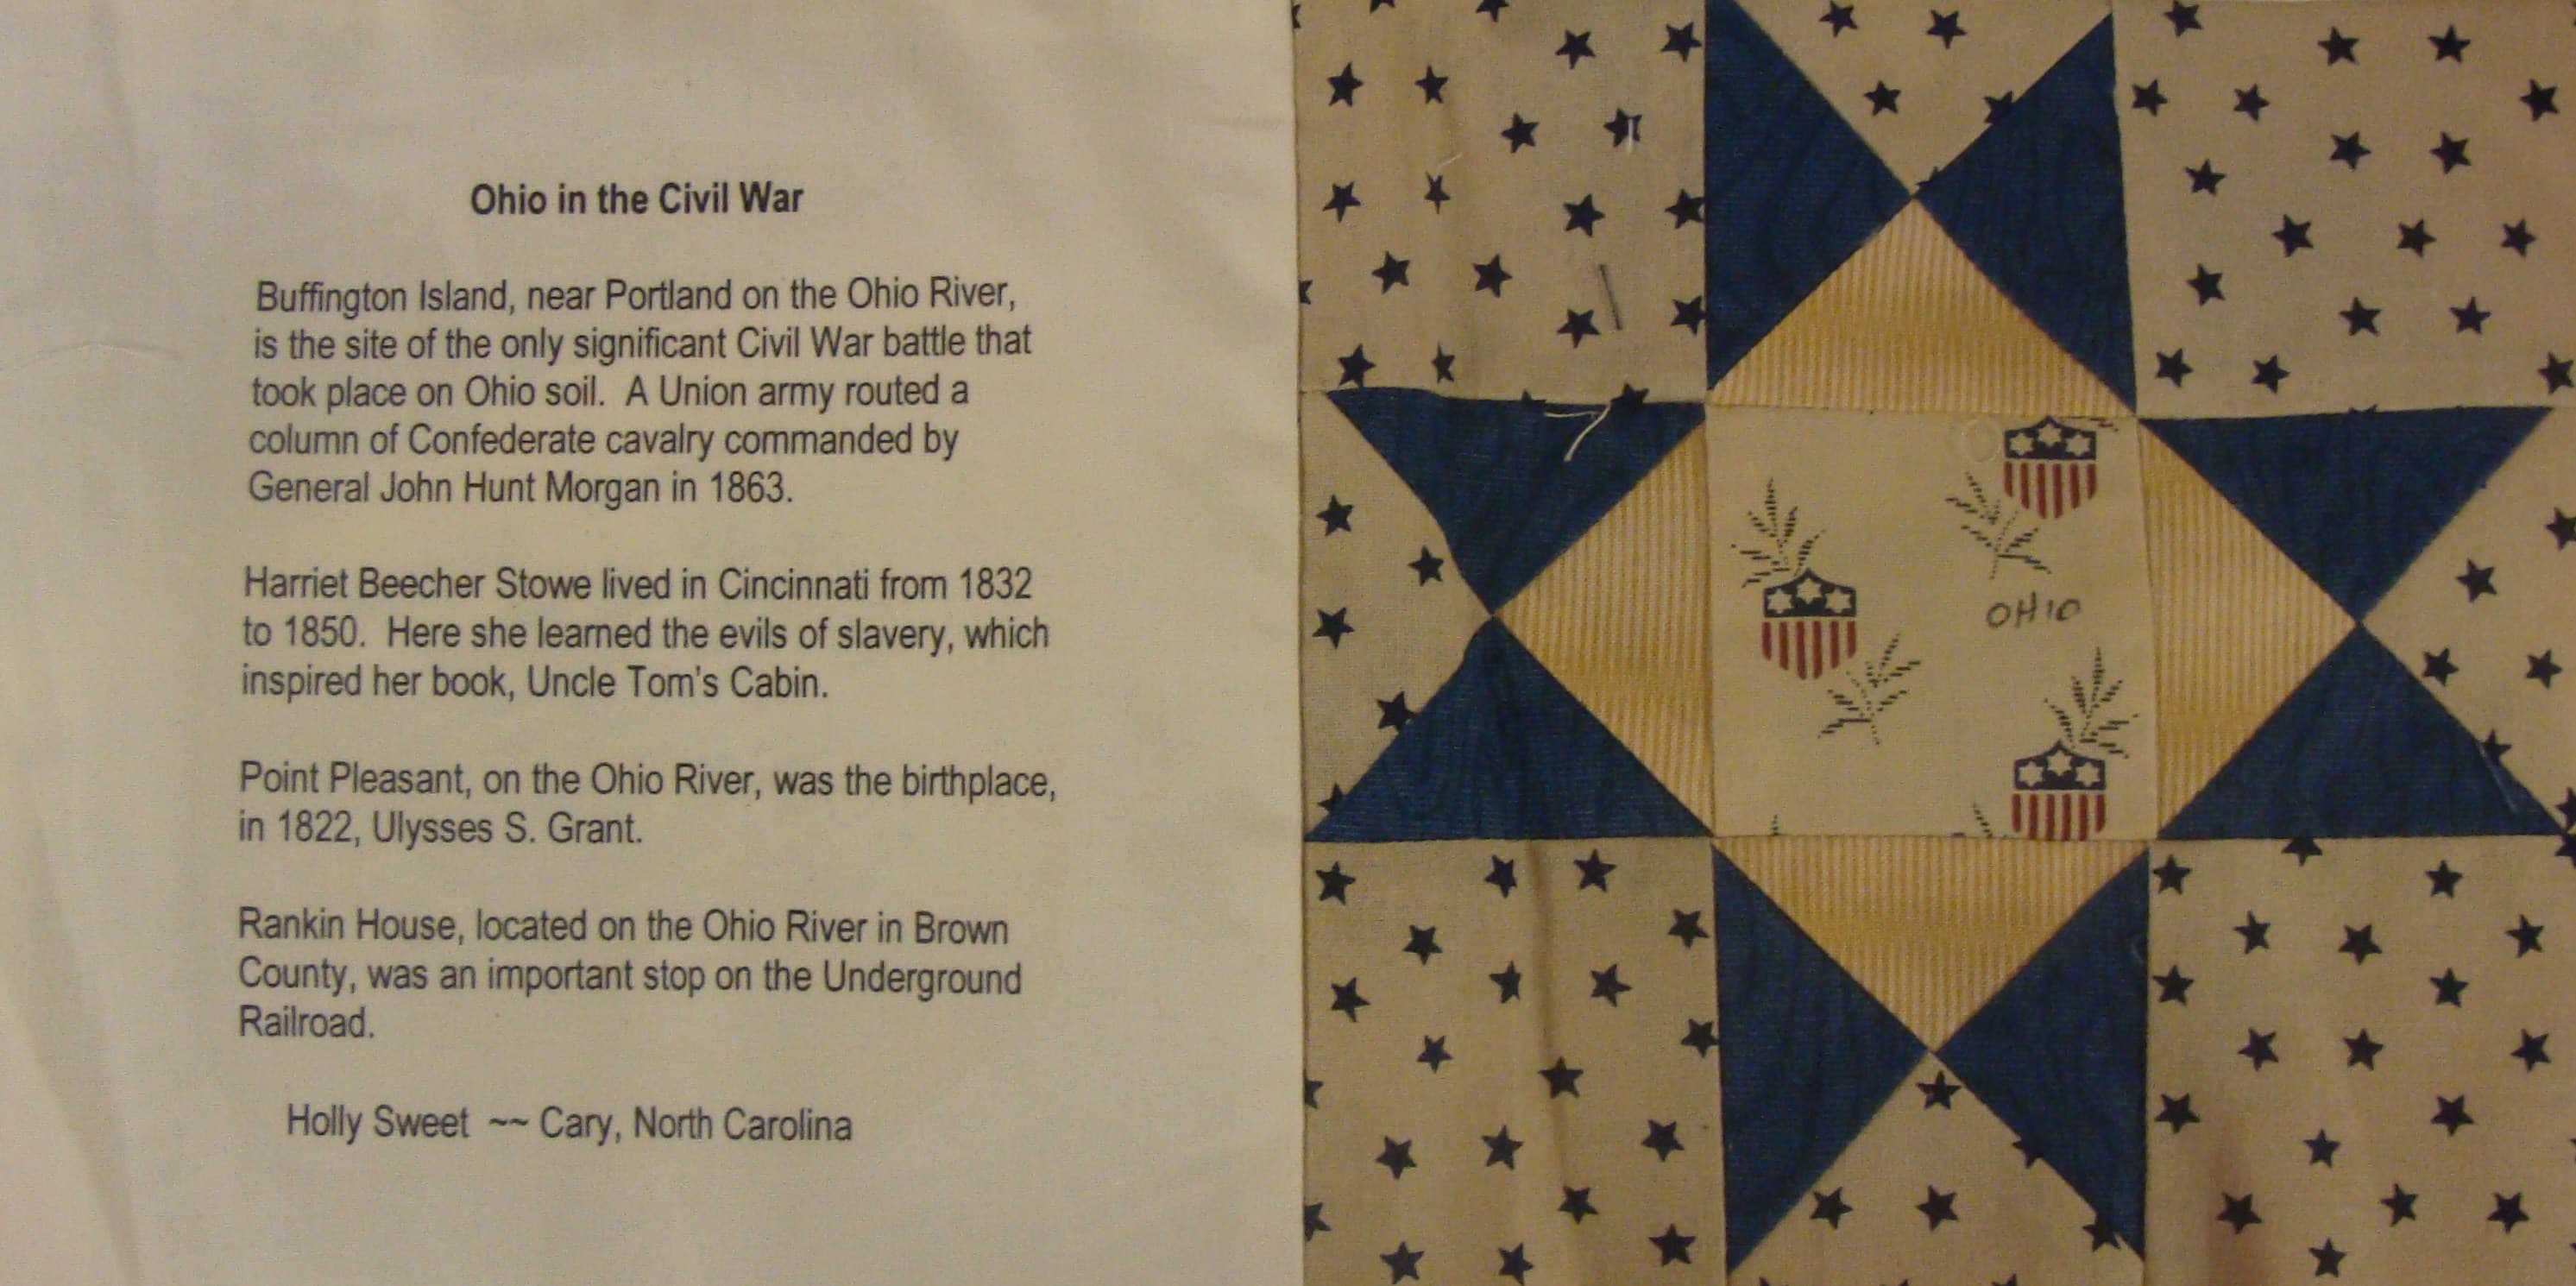 Ohio in the Civil War
Buffington Island, near Portland on the Ohio River,
is the site of the only significant Civil War battle that
took place on Ohio soil.  A Union army routed a
column of Confederate cavalry commanded by
General John Hunt Morgan in 1863.
Harriet Beecher Stowe lived in Cincinnati from 1832
to 1850.  Here she learned the evils of slavery, which
inspired her book, Uncle Tom's Cabin.
Point Pleasant, on the Ohio River, was the birthplace,
in 1822, Ulysses S. Grant.
Rankin House, located on the Ohio River in Brown
County, was an important stop on the Underground
Railroad.
Holly Sweet  ~~ Cary, North Carolina
OHIO